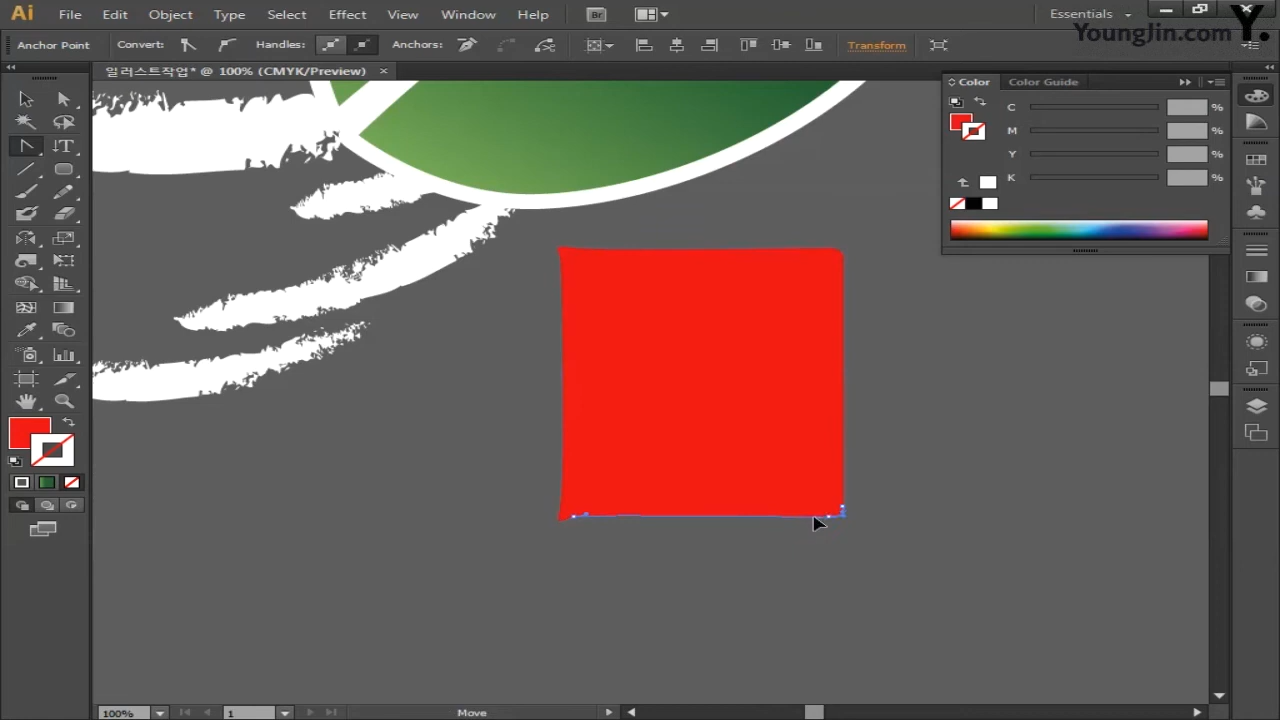 Ai File Edit Object Type Select Effect View Window Help Br Essentials
YoungJin.com Y.
Anchor Point Convert: Handles: Anchors: Transform
일러스트작업* @ 100% (CMYK/Preview) ×
Color Color Guide
C %
M %
Y %
K %
100% 1 Move